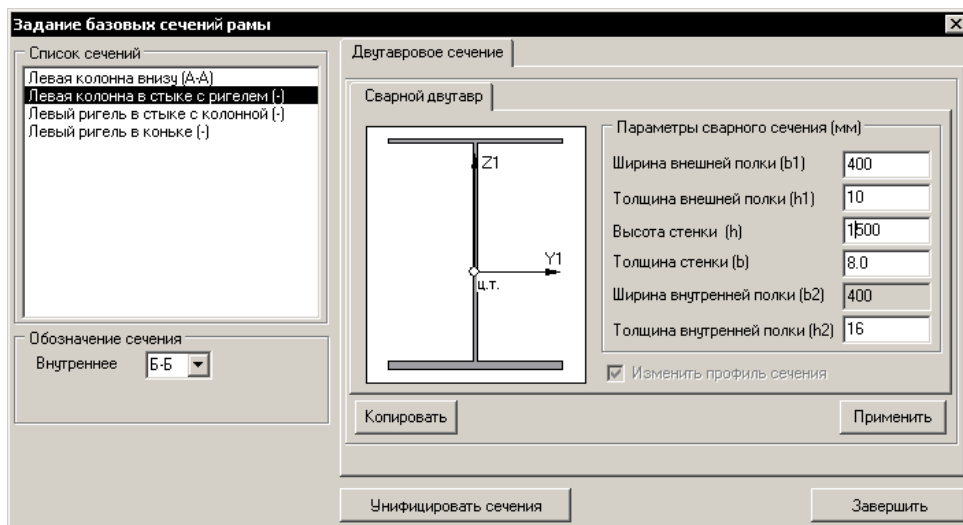 Задание базовых сечений рамы
Список сечений
Левая колонна внизу (А-А)
Левая колонна в стыке с ригелем (-)
Левый ригель в стыке с колонной (-)
Левый ригель в коньке (-)
Обозначение сечения
Внутреннее Б-Б
Двутавровое сечение
Сварной двутавр
Z1
Y1
ц.т.
Параметры сварного сечения (мм)
Ширина внешней полки (b1) 400
Толщина внешней полки (h1) 10
Высота стенки (h) 1500
Толщина стенки (b) 8.0
Ширина внутренней полки (b2) 400
Толщина внутренней полки (h2) 16
Изменить профиль сечения
Копировать
Применить
Унифицировать сечения
Завершить